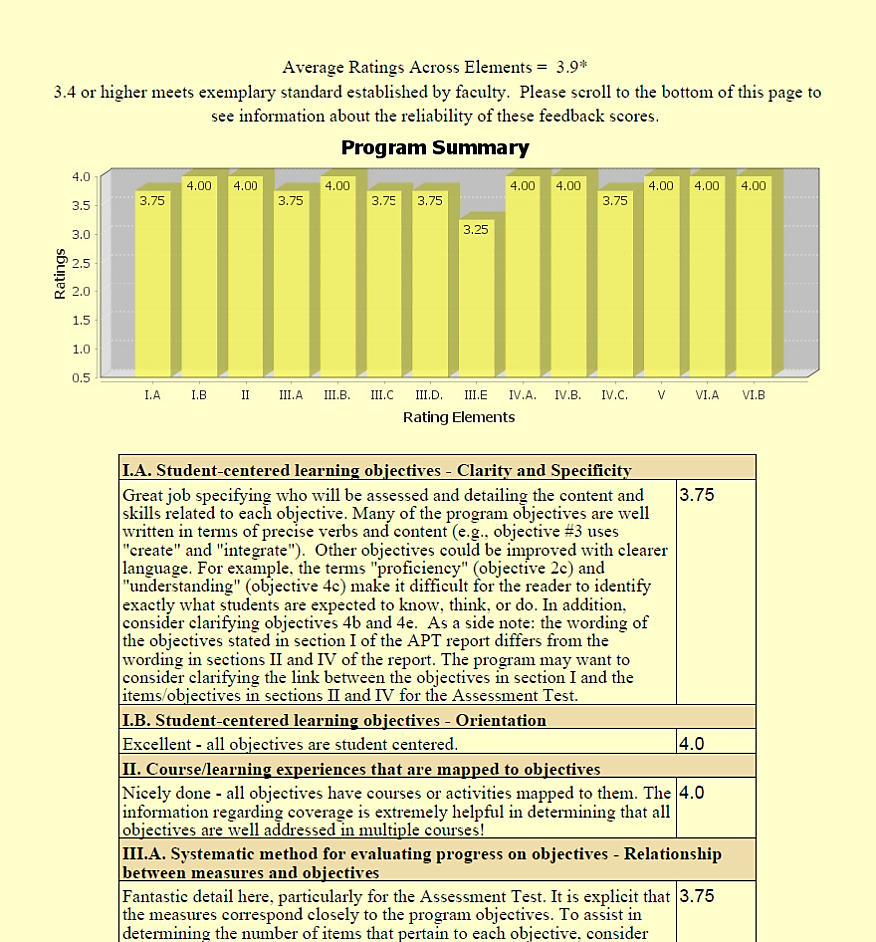 Average Ratings Across Elements = 3.9*
3.4 or higher meets exemplary standard established by faculty. Please scroll to the bottom of this page to
see information about the reliability of these feedback scores.
Program Summary
4.0
3.5
3.0
2.5
2.0
1.5
1.0
0.5
Ratings
3.75 4.00 4.00 3.75 4.00 3.75 3.75 3.25 4.00 4.00 3.75 4.00 4.00 4.00
I.A I.B II III.A III.B. III.C III.D. III.E IV.A. IV.B. IV.C. V VI.A VI.B
Rating Elements
I.A. Student-centered learning objectives - Clarity and Specificity
Great job specifying who will be assessed and detailing the content and 3.75
skills related to each objective. Many of the program objectives are well
written in terms of precise verbs and content (e.g., objective #3 uses
"create" and "integrate"). Other objectives could be improved with clearer
language. For example, the terms "proficiency" (objective 2c) and
"understanding" (objective 4c) make it difficult for the reader to identify
exactly what students are expected to know, think, or do. In addition,
consider clarifying objectives 4b and 4e. As a side note: the wording of
the objectives stated in section I of the APT report differs from the
wording in sections II and IV of the report. The program may want to
consider clarifying the link between the objectives in section I and the
items/objectives in sections II and IV for the Assessment Test.
I.B. Student-centered learning objectives - Orientation
Excellent - all objectives are student centered. 4.0
II. Course/learning experiences that are mapped to objectives
Nicely done - all objectives have courses or activities mapped to them. The 4.0
information regarding coverage is extremely helpful in determining that all
objectives are well addressed in multiple courses!
III.A. Systematic method for evaluating progress on objectives - Relationship
between measures and objectives
Fantastic detail here, particularly for the Assessment Test. It is explicit that 3.75
the measures correspond closely to the program objectives. To assist in
determining the number of items that pertain to each objective, consider